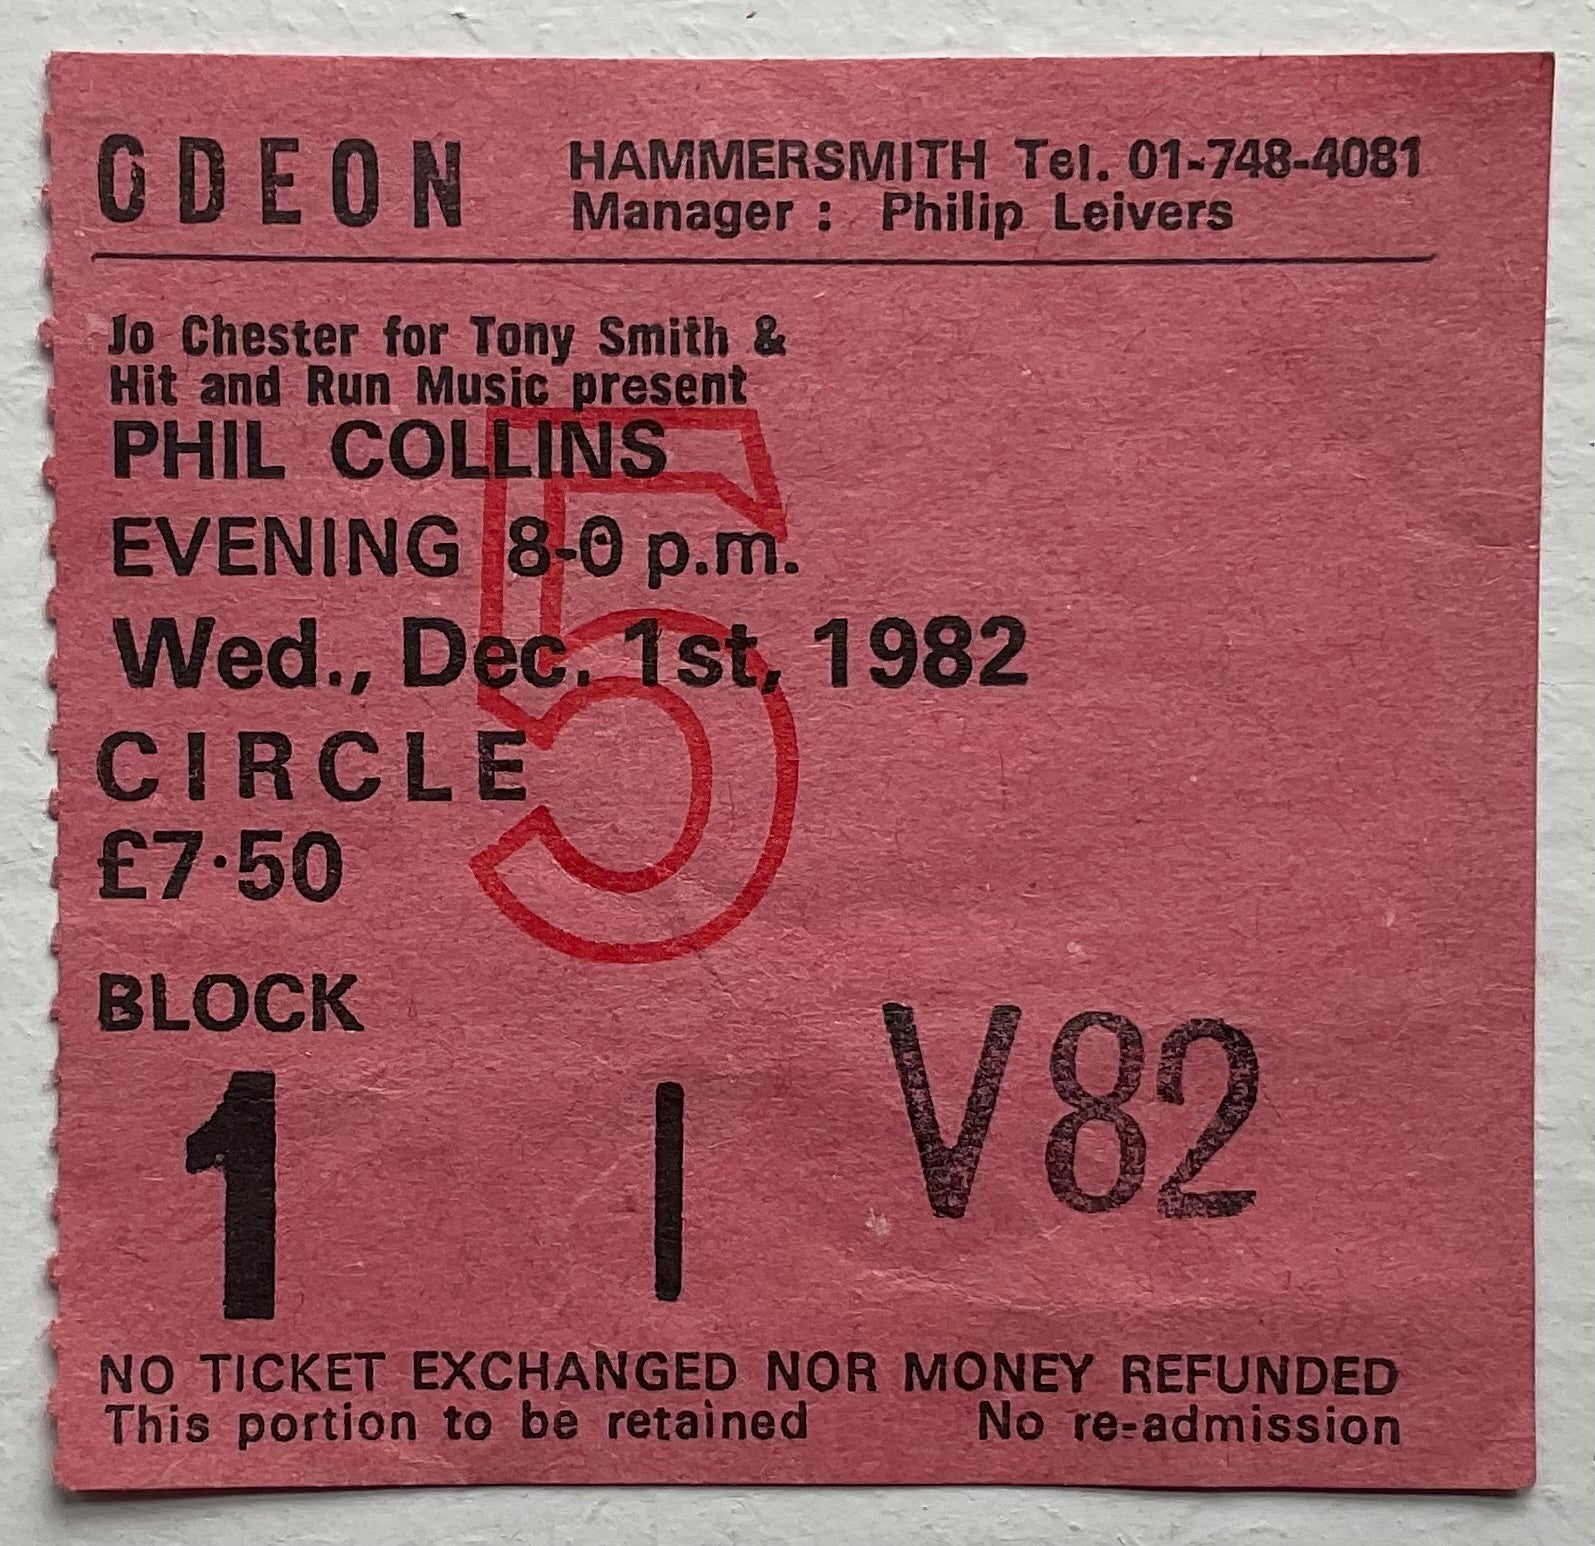 ODEON HAMMERSMITH Tel. 01-748-4081
Manager : Philip Leivers
Jo Chester for Tony Smith &
Hit and Run Music present
PHIL COLLINS
EVENING 8-0 p.m.
Wed., Dec. 1st, 1982
CIRCLE
£7·50
5
BLOCK
1 | V82
NO TICKET EXCHANGED NOR MONEY REFUNDED
This portion to be retained No re-admission